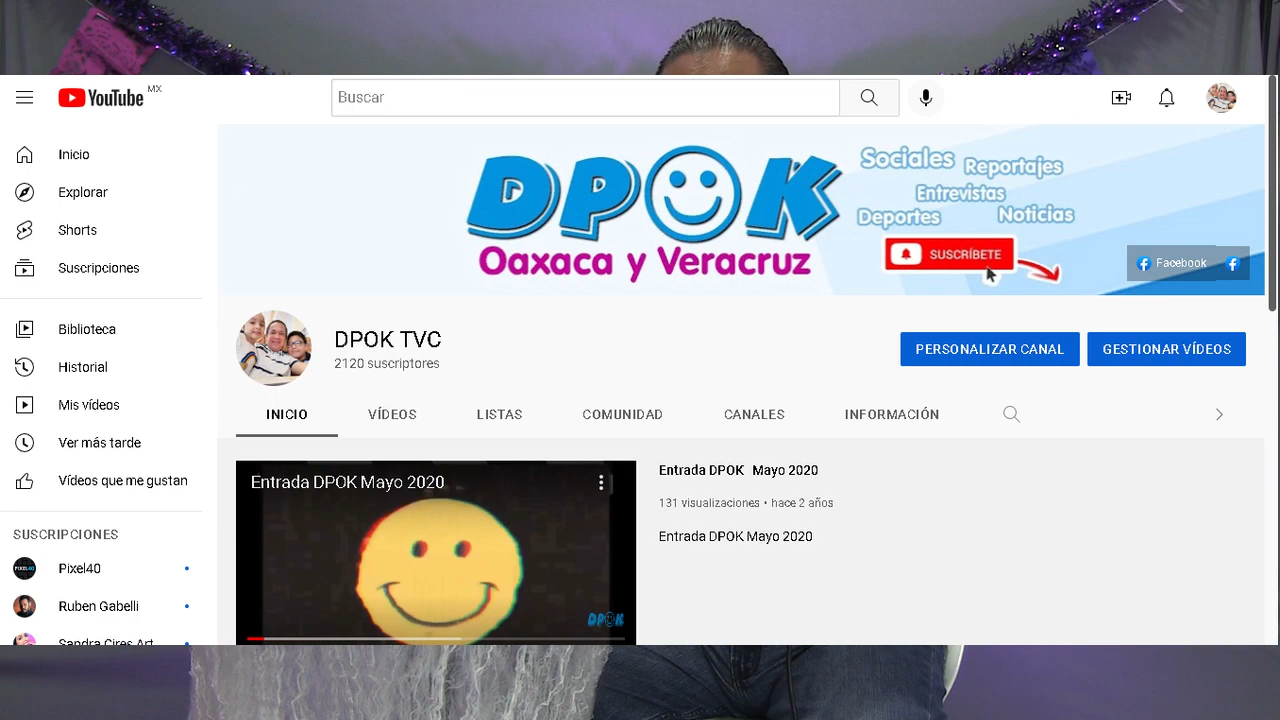 YouTube MX
Buscar
Inicio
Explorar
Shorts
Suscripciones
Biblioteca
Historial
Mis vídeos
Ver más tarde
Vídeos que me gustan
SUSCRIPCIONES
Pixel40
Ruben Gabelli
Sandra Cires Art
DPOK
Oaxaca y Veracruz
Sociales
Reportajes
Entrevistas
Deportes
Noticias
SUSCRÍBETE
Facebook
DPOK TVC
2120 suscriptores
PERSONALIZAR CANAL
GESTIONAR VÍDEOS
INICIO
VÍDEOS
LISTAS
COMUNIDAD
CANALES
INFORMACIÓN
Entrada DPOK Mayo 2020
DPOK
Entrada DPOK Mayo 2020
131 visualizaciones • hace 2 años
Entrada DPOK Mayo 2020